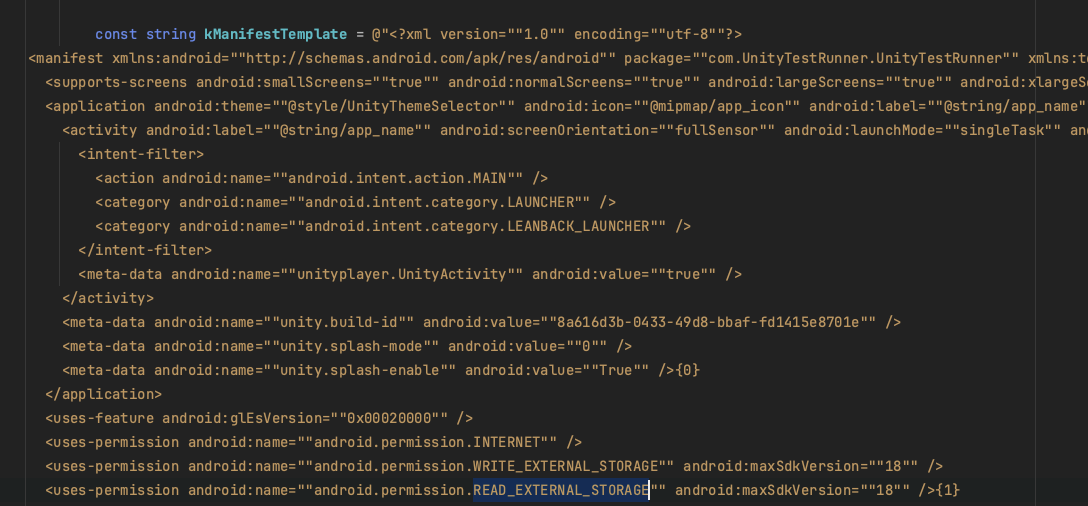 const string kManifestTemplate = @"<?xml version=""1.0"" encoding=""utf-8""?>
<manifest xmlns:android=""http://schemas.android.com/apk/res/android"" package=""com.UnityTestRunner.UnityTestRunner"" xmlns:to
<supports-screens android:smallScreens=""true"" android:normalScreens=""true"" android:largeScreens=""true"" android:xlargeSc
<application android:theme=""@style/UnityThemeSelector"" android:icon=""@mipmap/app_icon"" android:label=""@string/app_name"
<activity android:label=""@string/app_name"" android:screenOrientation=""fullSensor"" android:launchMode=""singleTask"" an
<intent-filter>
<action android:name=""android.intent.action.MAIN"" />
<category android:name=""android.intent.category.LAUNCHER"" />
<category android:name=""android.intent.category.LEANBACK_LAUNCHER"" />
</intent-filter>
<meta-data android:name=""unityplayer.UnityActivity"" android:value=""true"" />
</activity>
<meta-data android:name=""unity.build-id"" android:value=""8a616d3b-0433-49d8-bbaf-fd1415e8701e"" />
<meta-data android:name=""unity.splash-mode"" android:value=""0"" />
<meta-data android:name=""unity.splash-enable"" android:value=""True"" />{0}
</application>
<uses-feature android:glEsVersion=""0x00020000"" />
<uses-permission android:name=""android.permission.INTERNET"" />
<uses-permission android:name=""android.permission.WRITE_EXTERNAL_STORAGE"" android:maxSdkVersion=""18"" />
<uses-permission android:name=""android.permission.READ_EXTERNAL_STORAGE"" android:maxSdkVersion=""18"" />{1}